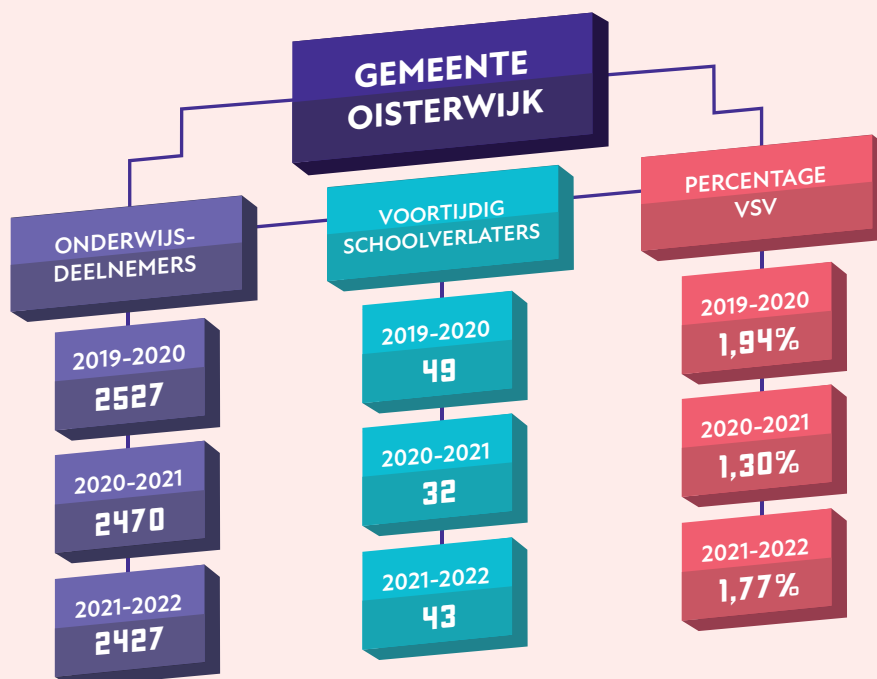 GEMEENTE
OISTERWIJK
ONDERWIJS-
DEELNEMERS
2019-2020
2527
2020-2021
2470
2021-2022
2427
VOORTIJDIG
SCHOOLVERLATERS
2019-2020
49
2020-2021
32
2021-2022
43
PERCENTAGE
VSV
2019-2020
1,94%
2020-2021
1,30%
2021-2022
1,77%